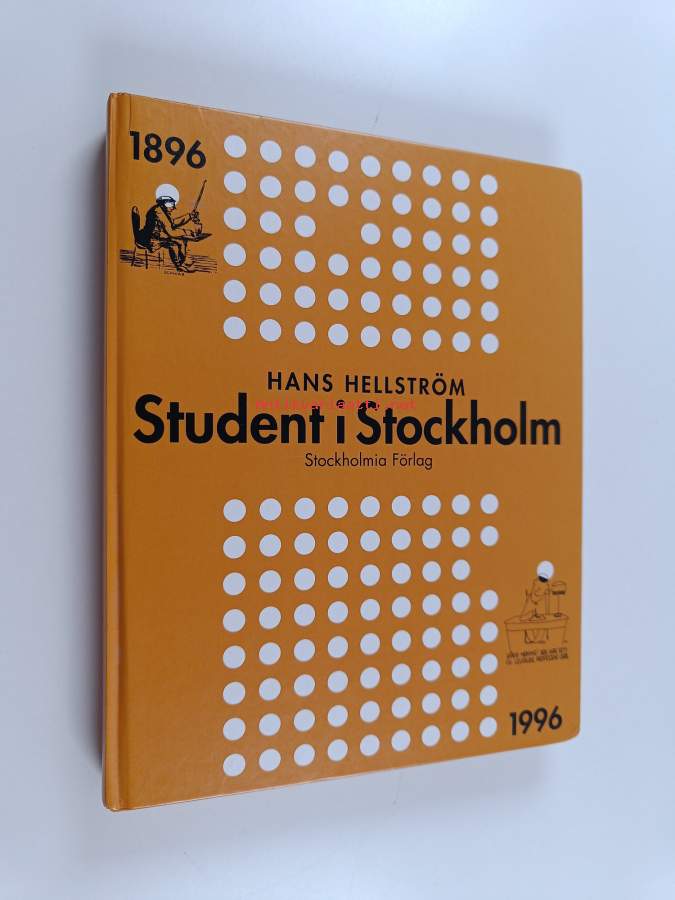 1896
HANS HELLSTRÖM
Student i Stockholm
Stockholmia Förlag
1996